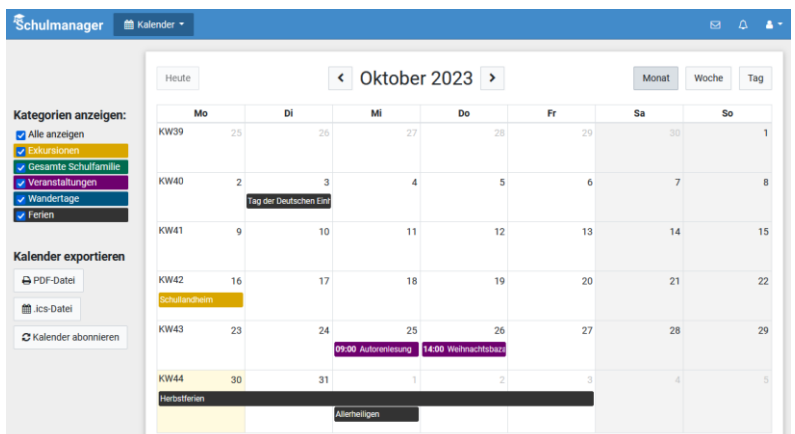 Schulmanager
Kalender
Heute
Oktober 2023
Monat
Woche
Tag
Kategorien anzeigen:
Alle anzeigen
Exkursionen
Gesamte Schulfamilie
Veranstaltungen
Wandertage
Ferien
Kalender exportieren
PDF-Datei
.ics-Datei
Kalender abonnieren
Mo Di Mi Do Fr Sa So
KW39 25 26 27 28 29 30 1
KW40 2 3 4 5 6 7 8
Tag der Deutschen Einh
KW41 9 10 11 12 13 14 15
KW42 16 17 18 19 20 21 22
Schullandheim
KW43 23 24 25 26 27 28 29
09:00 Autorenlesung 14:00 Weihnachtsbaza
KW44 30 31 1 2 3 4 5
Herbstferien
Allerheiligen